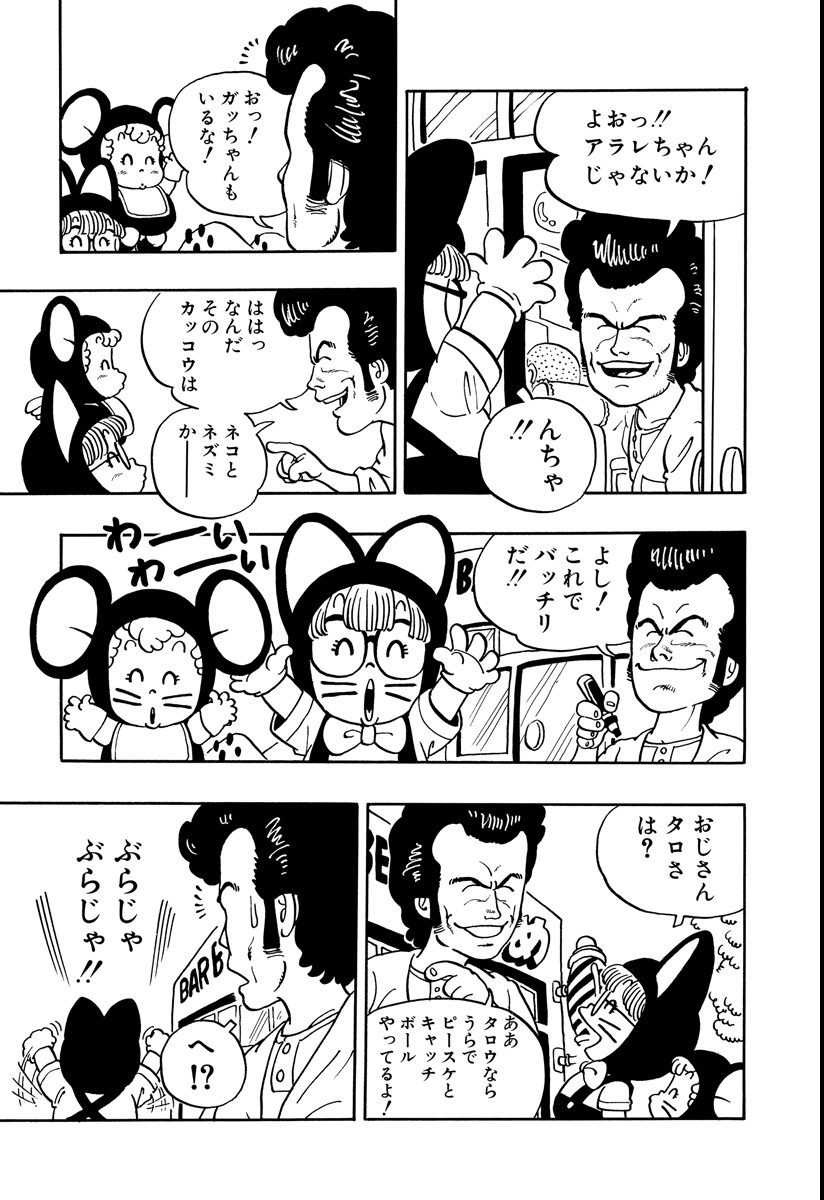 よおっ!!
アラレちゃん
じゃないか!
んちゃ
!!
おっ!
ガッちゃんも
いるな!
ははっ
なんだ
その
カッコウは
ネコと
ネズミ
か──
よし!
これで
バッチリ
だ!!
B
わーい
わーい
おじさん
タロさ
は?
BE
ああ
タロウなら
うらで
ピースケと
キャッチ
ボール
やってるよ!
BARB
へ!?
ぶらじゃ
ぶらじゃ!!